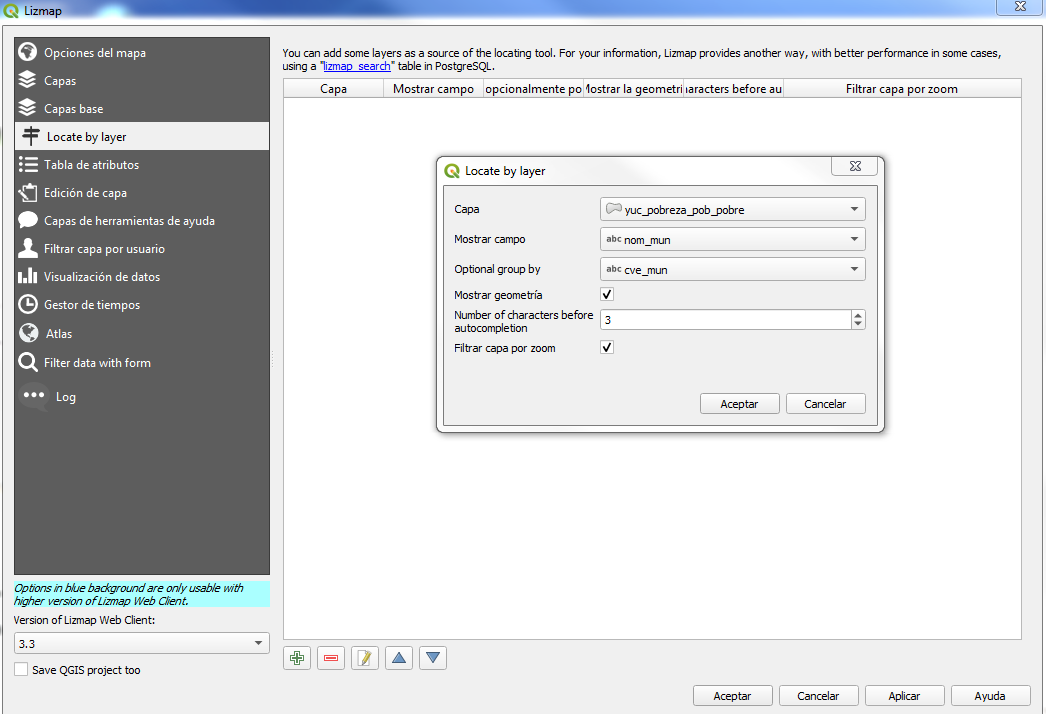 Lizmap
Opciones del mapa
Capas
Capas base
Locate by layer
Tabla de atributos
Edición de capa
Capas de herramientas de ayuda
Filtrar capa por usuario
Visualización de datos
Gestor de tiempos
Atlas
Filter data with form
Log
Options in blue background are only usable with
higher version of Lizmap Web Client.
Version of Lizmap Web Client:
3.3
Save QGIS project too
You can add some layers as a source of the locating tool. For your information, Lizmap provides another way, with better performance in some cases,
using a "lizmap_search" table in PostgreSQL.
Capa Mostrar campo opcionalmente po Mostrar la geometri haracters before au Filtrar capa por zoom
Locate by layer
Capa yuc_pobreza_pob_pobre
Mostrar campo abc nom_mun
Optional group by abc cve_mun
Mostrar geometría
Number of characters before
autocompletion 3
Filtrar capa por zoom
Aceptar Cancelar
Aceptar Cancelar Aplicar Ayuda